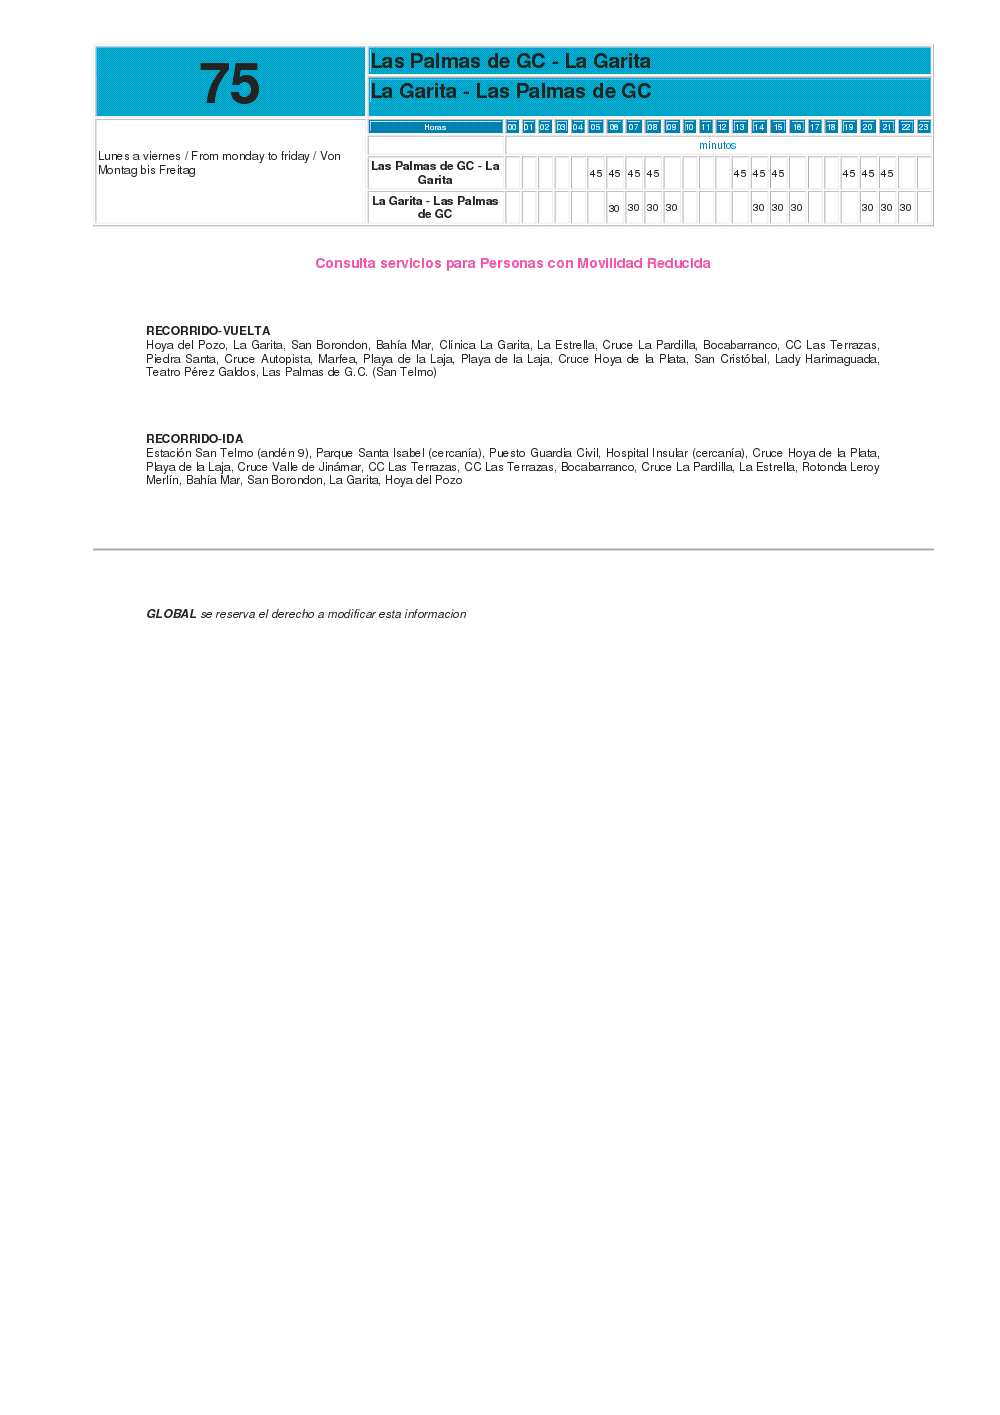 75
Las Palmas de GC - La Garita
La Garita - Las Palmas de GC
Lunes a viernes / From monday to friday / Von
Montag bis Freitag
Horas 00 01 02 03 04 05 06 07 08 09 10 11 12 13 14 15 16 17 18 19 20 21 22 23
minutos
Las Palmas de GC - La
Garita
45 45 45 45 45 45 45 45 45 45
La Garita - Las Palmas
de GC
30 30 30 30 30 30 30 30 30 30
Consulta servicios para Personas con Movilidad Reducida
RECORRIDO-VUELTA
Hoya del Pozo, La Garita, San Borondon, Bahía Mar, Clínica La Garita, La Estrella, Cruce La Pardilla, Bocabarranco, CC Las Terrazas,
Piedra Santa, Cruce Autopista, Marfea, Playa de la Laja, Playa de la Laja, Cruce Hoya de la Plata, San Cristóbal, Lady Harimaguada,
Teatro Pérez Galdos, Las Palmas de G.C. (San Telmo)
RECORRIDO-IDA
Estación San Telmo (andén 9), Parque Santa Isabel (cercanía), Puesto Guardia Civil, Hospital Insular (cercanía), Cruce Hoya de la Plata,
Playa de la Laja, Cruce Valle de Jinámar, CC Las Terrazas, CC Las Terrazas, Bocabarranco, Cruce La Pardilla, La Estrella, Rotonda Leroy
Merlín, Bahía Mar, San Borondon, La Garita, Hoya del Pozo
GLOBAL se reserva el derecho a modificar esta informacion